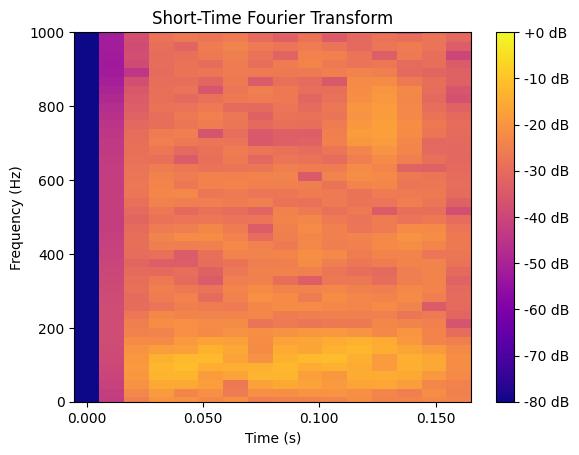 Short-Time Fourier Transform
1000
800
600
400
200
0
Frequency (Hz)
0.000
0.050
0.100
0.150
Time (s)
+0 dB
-10 dB
-20 dB
-30 dB
-40 dB
-50 dB
-60 dB
-70 dB
-80 dB